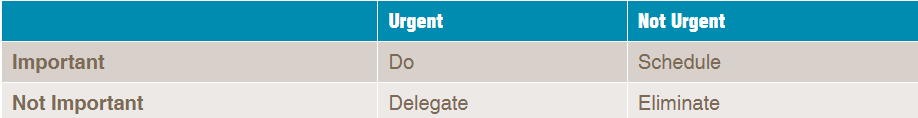 Urgent Not Urgent
Important Do Schedule
Not Important Delegate Eliminate